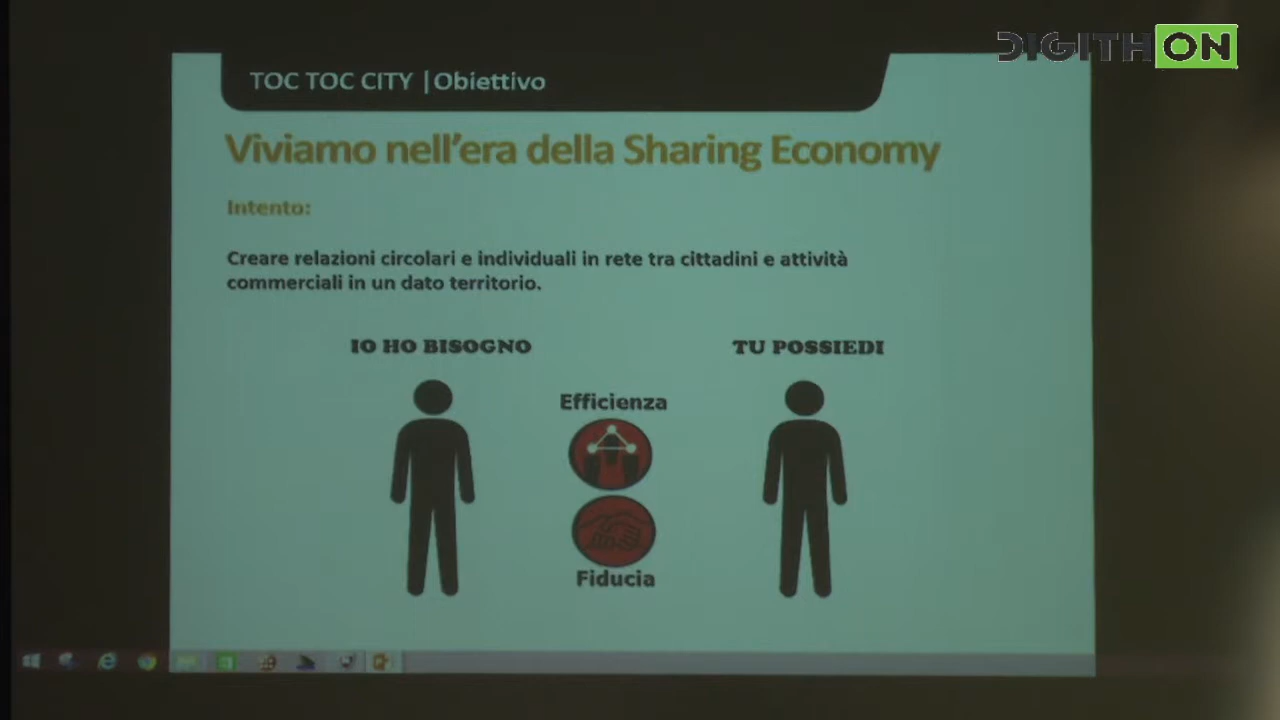 DIGITHON
TOC TOC CITY | Obiettivo
Viviamo nell'era della Sharing Economy
Intento:
Creare relazioni circolari e individuali in rete tra cittadini e attività
commerciali in un dato territorio.
IO HO BISOGNO
TU POSSIEDI
Efficienza
Fiducia